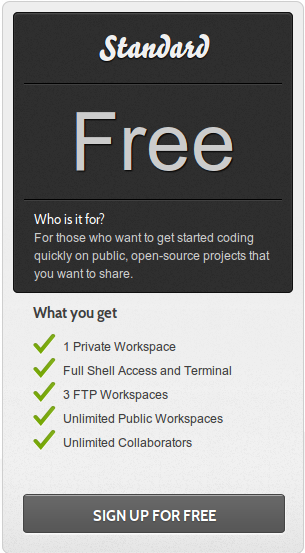 Standard
Free
Who is it for?
For those who want to get started coding
quickly on public, open-source projects that
you want to share.
What you get
1 Private Workspace
Full Shell Access and Terminal
3 FTP Workspaces
Unlimited Public Workspaces
Unlimited Collaborators
SIGN UP FOR FREE